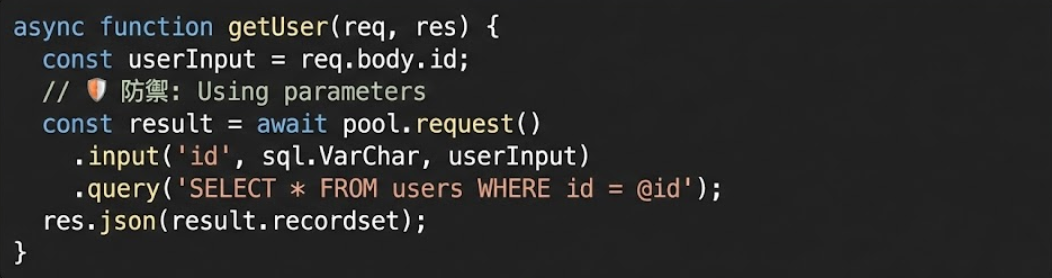 async function getUser(req, res) {
  const userInput = req.body.id;
  // 🛡️ 防禦: Using parameters
  const result = await pool.request()
    .input('id', sql.VarChar, userInput)
    .query('SELECT * FROM users WHERE id = @id');
  res.json(result.recordset);
}